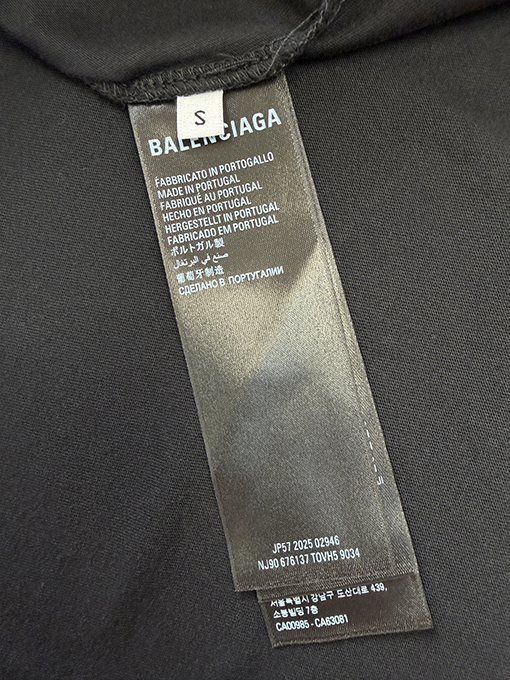 S
BALENCIAGA
FABBRICATO IN PORTOGALLO
MADE IN PORTUGAL
FABRIQUÉ AU PORTUGAL
HECHO EN PORTUGAL
HERGESTELLT IN PORTUGAL
FABRICADO EM PORTUGAL
ポルトガル製
صنع في البرتغال
葡萄牙制造
СДЕЛАНО В ПОРТУГАЛИИ
JP57 2025 02946
NJ90 676137 TOVH5 9034
서울특별시 강남구 도산대로 439,
소봉빌딩 7층
CA00985 - CA63081